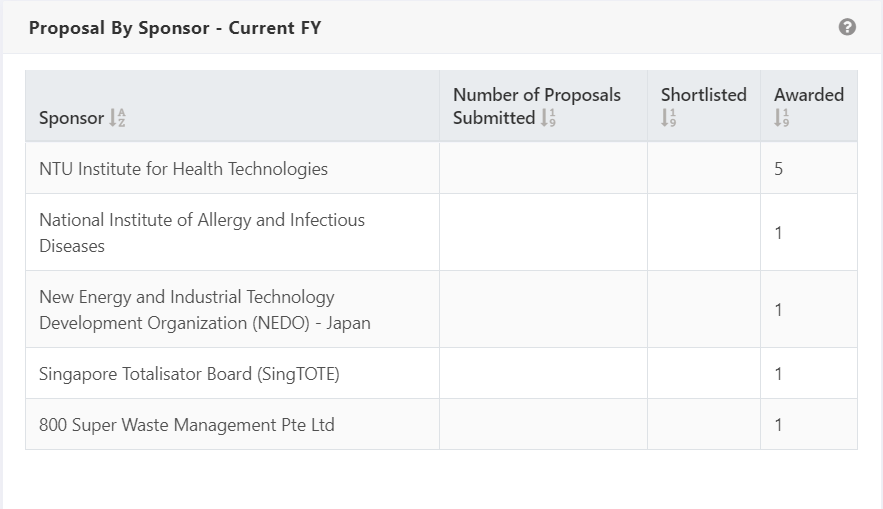 Proposal By Sponsor - Current FY
Sponsor
Number of Proposals
Submitted
Shortlisted
Awarded
NTU Institute for Health Technologies
5
National Institute of Allergy and Infectious
Diseases
1
New Energy and Industrial Technology
Development Organization (NEDO) - Japan
1
Singapore Totalisator Board (SingTOTE)
1
800 Super Waste Management Pte Ltd
1